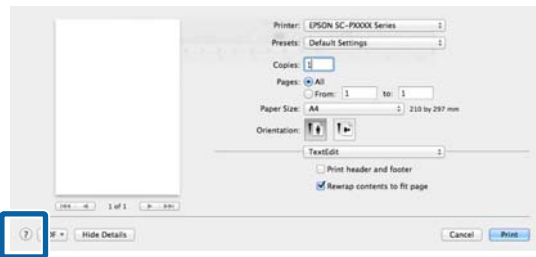 Printer: EPSON SC-PXXXX Series
Presets: Default Settings
Copies: 1
Pages: All
From: 1 to: 1
Paper Size: A4 210 by 297 mm
Orientation:
TextEdit
Print header and footer
Rewrap contents to fit page
1 of 1
? DF Hide Details Cancel Print